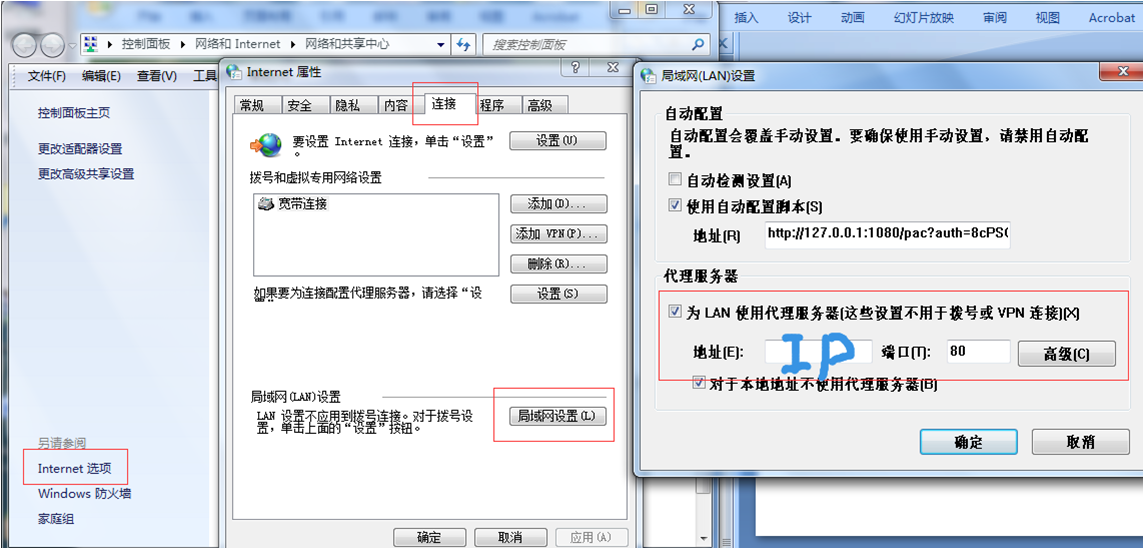 插入 设计 动画 幻灯片放映 审阅 视图 Acrobat
控制面板 网络和 Internet 网络和共享中心
搜索控制面板
文件(F) 编辑(E) 查看(V) 工具
控制面板主页
更改适配器设置
更改高级共享设置
另请参阅
Internet 选项
Windows 防火墙
家庭组
Internet 属性
常规 安全 隐私 内容 连接 程序 高级
要设置 Internet 连接，单击“设置”
。
设置(U)
拨号和虚拟专用网络设置
宽带连接
添加(D)...
添加 VPN(P)...
删除(R)...
如果要为连接配置代理服务器，请选择“设
设置(S)
局域网(LAN)设置
LAN 设置不应用到拨号连接。对于拨号设
置，单击上面的“设置”按钮。
局域网设置(L)
确定 取消 应用(A)
局域网(LAN)设置
自动配置
自动配置会覆盖手动设置。要确保使用手动设置，请禁用自动配
置。
自动检测设置(A)
使用自动配置脚本(S)
地址(R) http://127.0.0.1:1080/pac?auth=8cPS
代理服务器
为 LAN 使用代理服务器(这些设置不用于拨号或 VPN 连接)(X)
地址(E): IP 端口(T): 80 高级(C)
对于本地地址不使用代理服务器(B)
确定 取消